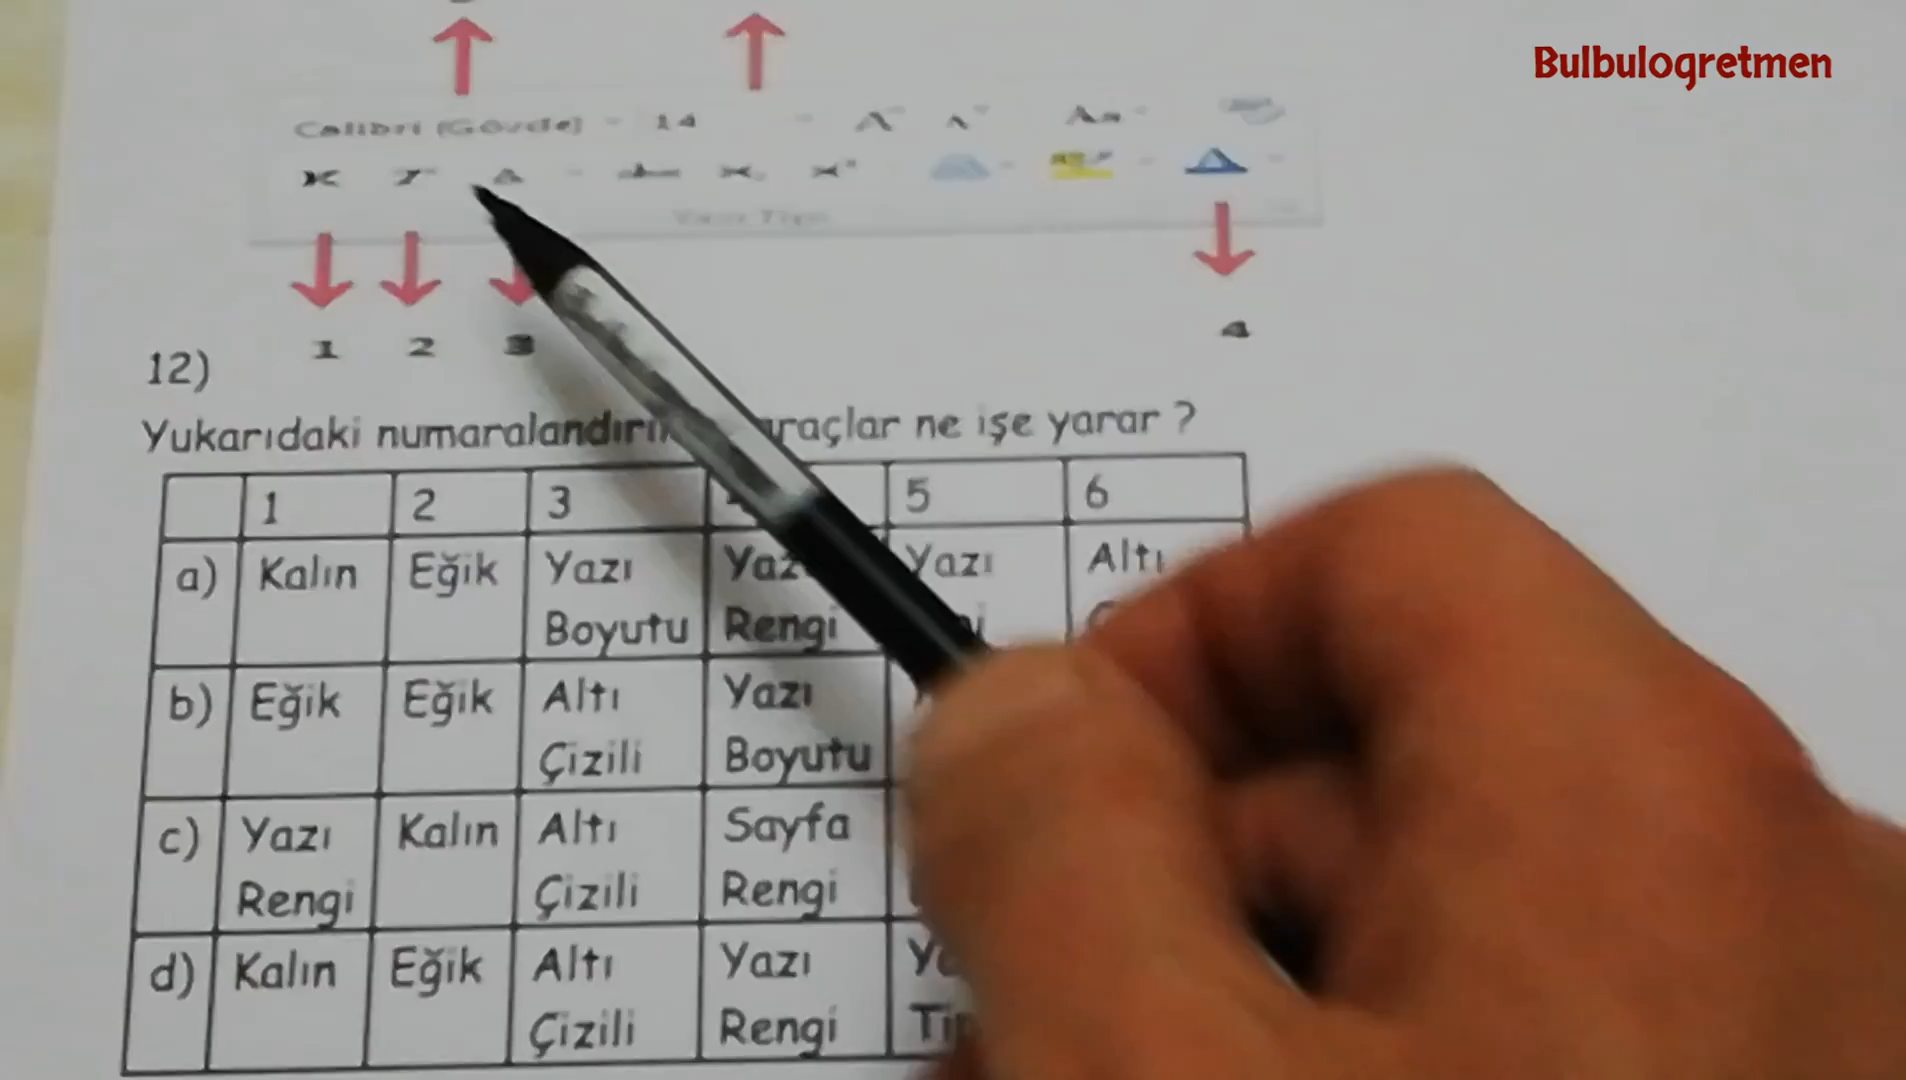 Bulbulogretmen
Calibri (Gövde) 14
K T A
1 2 3 4
12)
Yukarıdaki araçlar ne işe yarar ?
1 2 3 5 6
a) Kalın Eğik Yazı Yazı Altı
Boyutu Rengi
b) Eğik Eğik Altı Yazı
Çizili Boyutu
c) Yazı Kalın Altı Sayfa
Rengi Çizili Rengi
d) Kalın Eğik Altı Yazı
Çizili Rengi